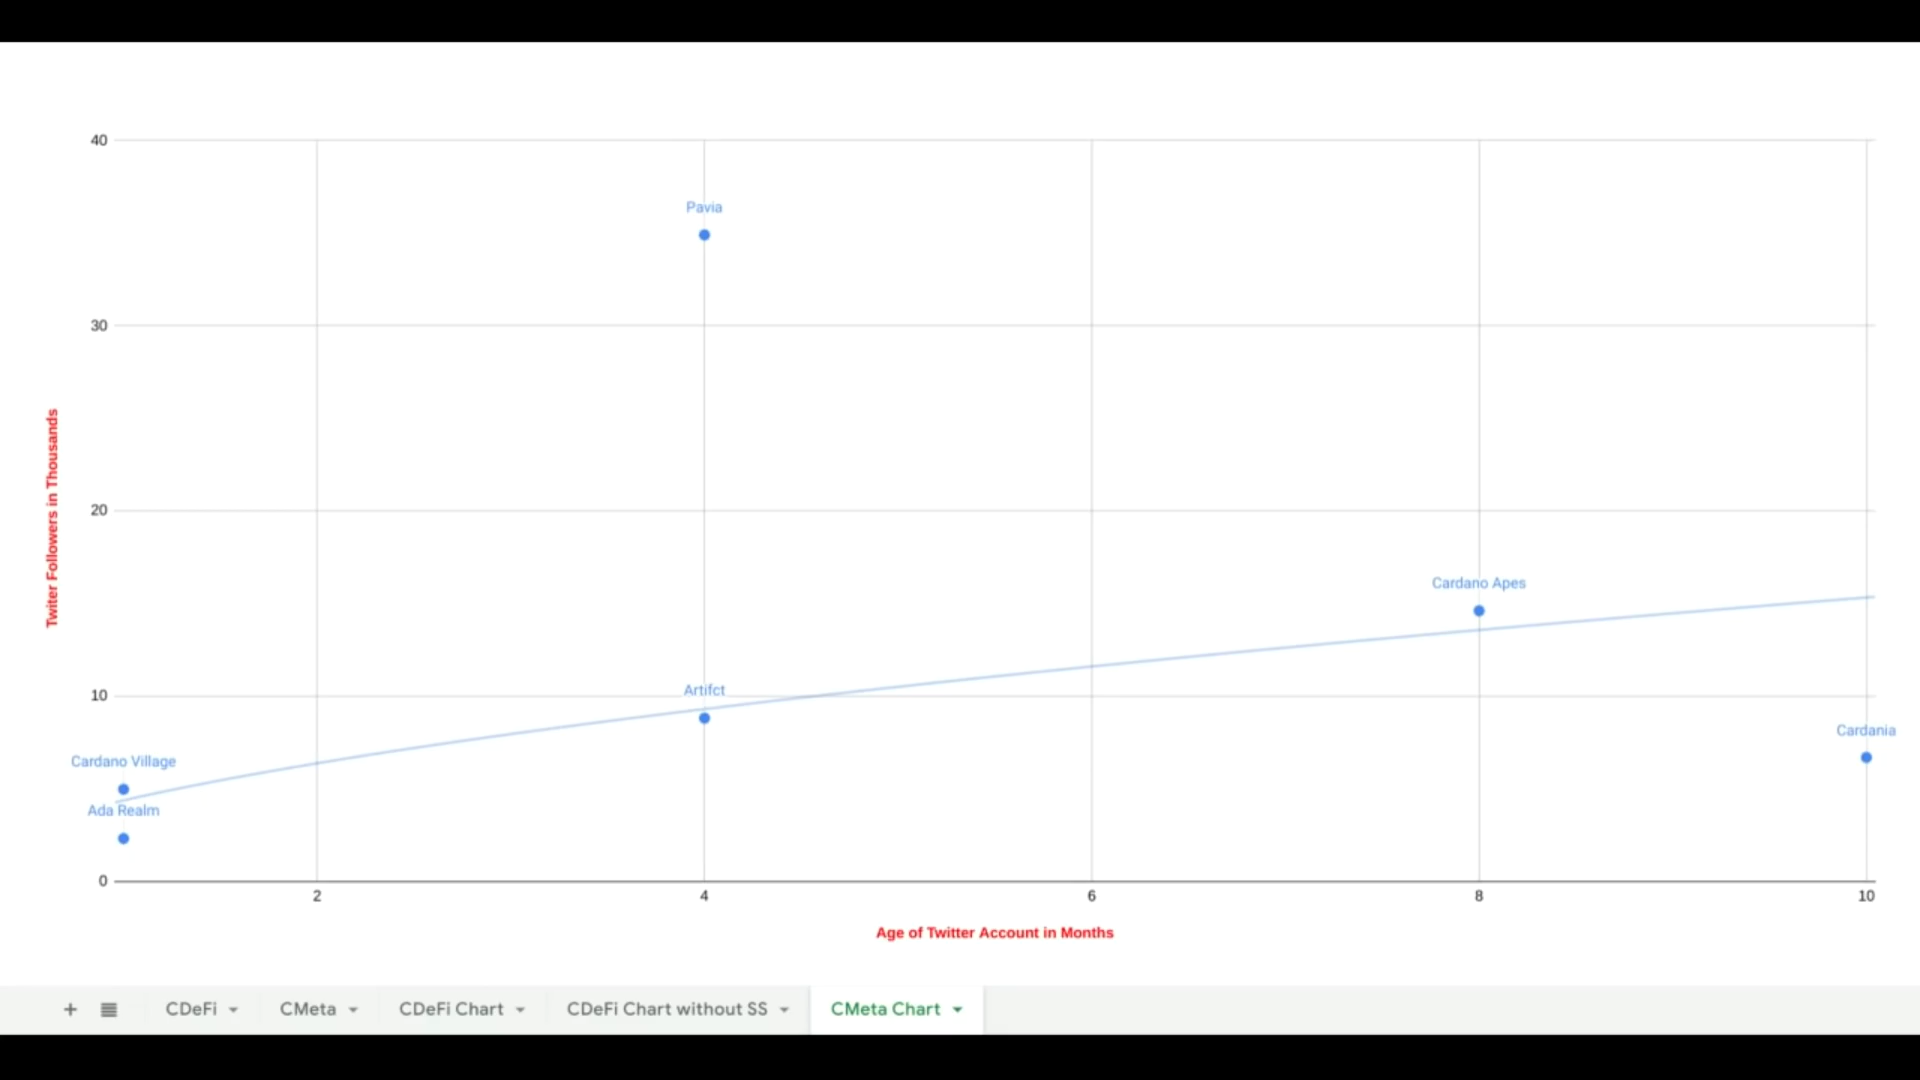 40
Pavia
30
Twiter Followers in Thousands
20
Cardano Apes
Artifct
10
Cardania
Cardano Village
Ada Realm
0
2 4 6 8 10
Age of Twitter Account in Months
+ CDeFi CMeta CDeFi Chart CDeFi Chart without SS CMeta Chart